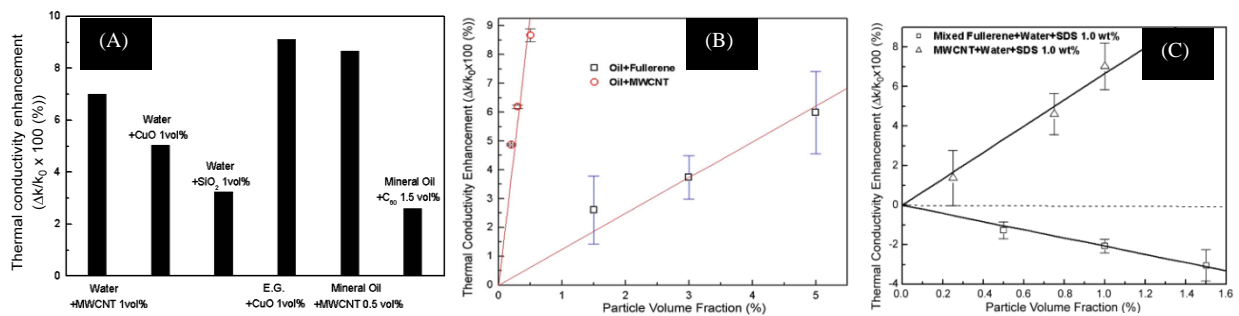 (A)
Thermal conductivity enhancement
(Δk/k₀ x 100 (%))
10
8
6
4
2
0
Water
+MWCNT 1vol%
Water
+CuO 1vol%
Water
+SiO₂ 1vol%
E.G.
+CuO 1vol%
Mineral Oil
+MWCNT 0.5 vol%
Mineral Oil
+C₆₀ 1.5 vol%
(B)
Thermal Conductivity Enhancement (Δk/k₀x100 (%))
9
8
7
6
5
4
3
2
1
0
Oil+Fullerene
Oil+MWCNT
0
1
2
3
4
5
Particle Volume Fraction (%)
(C)
Thermal Conductivity Enhancement (Δk/k₀x100 (%))
8
6
4
2
0
-2
-4
Mixed Fullerene+Water+SDS 1.0 wt%
MWCNT+Water+SDS 1.0 wt%
0.0
0.2
0.4
0.6
0.8
1.0
1.2
1.4
1.6
Particle Volume Fraction (%)